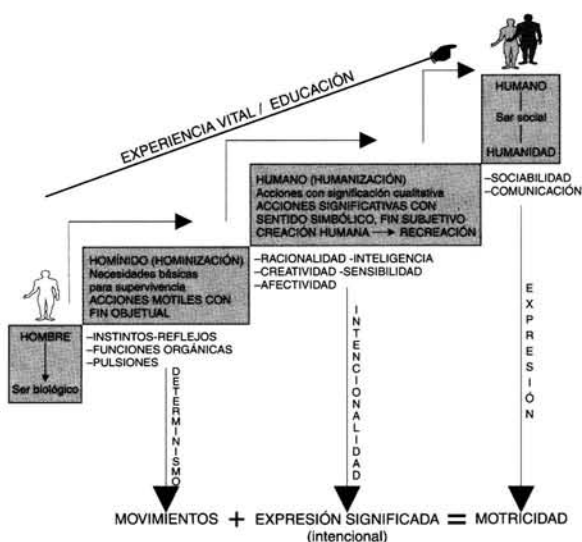 EXPERIENCIA VITAL / EDUCACIÓN
HUMANO
Ser social
HUMANIDAD
–SOCIABILIDAD
–COMUNICACIÓN
HUMANO (HUMANIZACIÓN)
Acciones con significación cualitativa
ACCIONES SIGNIFICATIVAS CON
SENTIDO SIMBÓLICO, FIN SUBJETIVO
CREACIÓN HUMANA → RECREACIÓN
–RACIONALIDAD -INTELIGENCIA
–CREATIVIDAD -SENSIBILIDAD
–AFECTIVIDAD
HOMÍNIDO (HOMINIZACIÓN)
Necesidades básicas
para supervivencia
ACCIONES MOTILES CON
FIN OBJETUAL
HOMBRE
Ser biológico
–INSTINTOS-REFLEJOS
–FUNCIONES ORGÁNICAS
–PULSIONES
DETERMINISMO
INTENCIONALIDAD
EXPRESIÓN
MOVIMIENTOS + EXPRESIÓN SIGNIFICADA = MOTRICIDAD
(intencional)